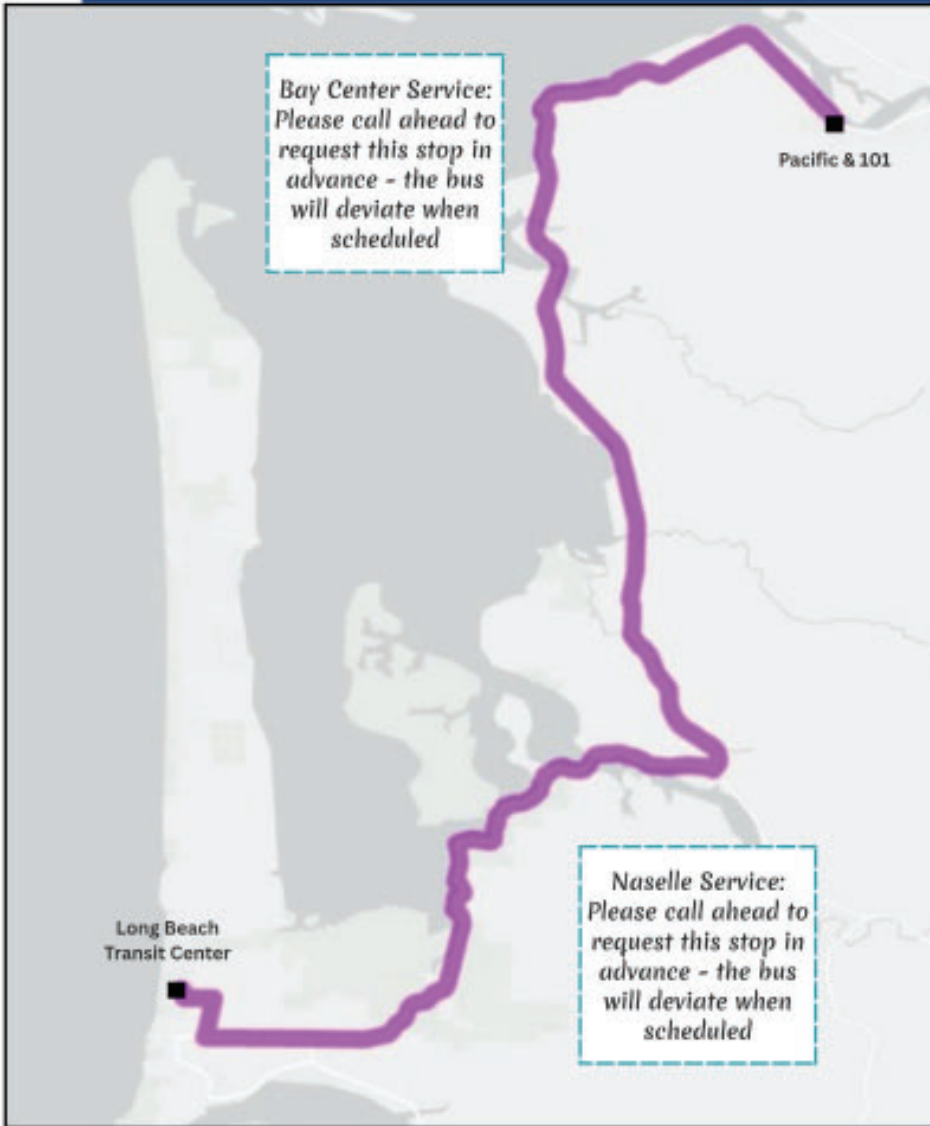 Bay Center Service:
Please call ahead to
request this stop in
advance - the bus
will deviate when
scheduled
Pacific & 101
Naselle Service:
Please call ahead to
request this stop in
advance - the bus
will deviate when
scheduled
Long Beach
Transit Center